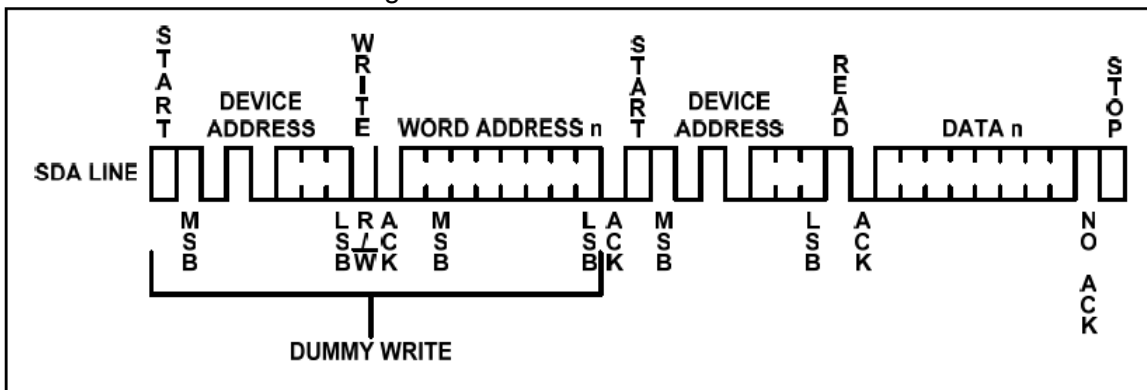 START
DEVICE ADDRESS
WRITE
WORD ADDRESS n
START
DEVICE ADDRESS
READ
DATA n
STOP
SDA LINE
MSB
LSB
R/W
ACK
MSB
LSB
ACK
MSB
LSB
ACK
NO ACK
DUMMY WRITE